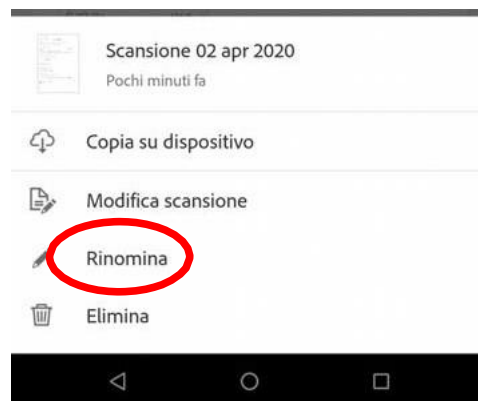 Scansione 02 apr 2020
Pochi minuti fa
Copia su dispositivo
Modifica scansione
Rinomina
Elimina